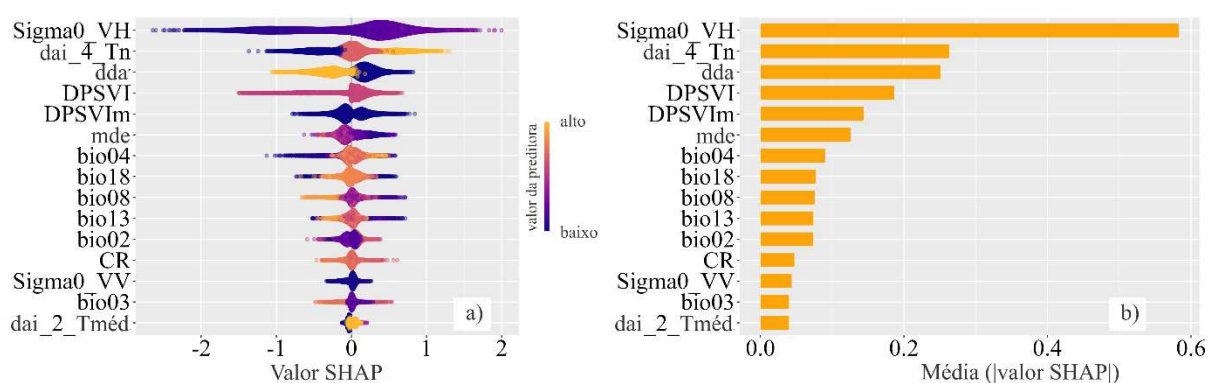 Sigma0_VH
dai_4_Tn
dda
DPSVI
DPSVIm
mde
bio04
bio18
bio08
bio13
bio02
CR
Sigma0_VV
bio03
dai_2_Tméd
-2
-1
0
1
2
Valor SHAP
a)
alto
valor da preditora
baixo
Sigma0_VH
dai_4_Tn
dda
DPSVI
DPSVIm
mde
bio04
bio18
bio08
bio13
bio02
CR
Sigma0_VV
bio03
dai_2_Tméd
0.0
0.2
0.4
0.6
Média (|valor SHAP|)
b)